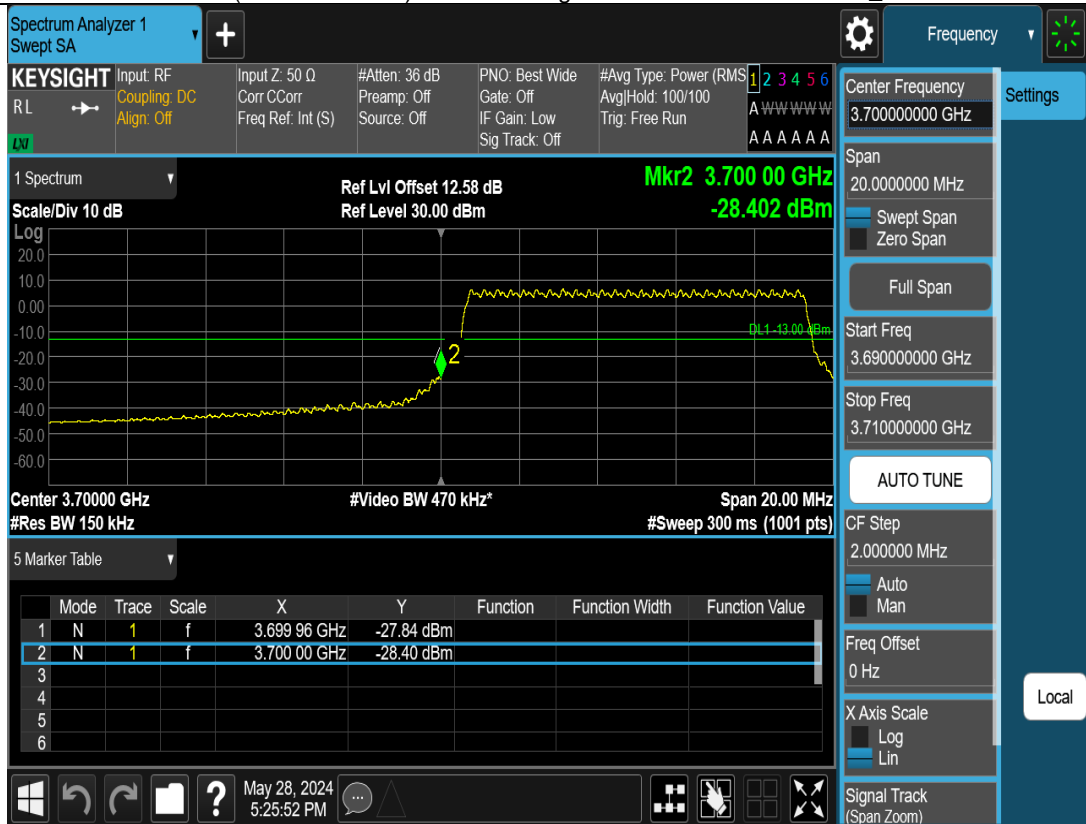 Spectrum Analyzer 1
Swept SA
Frequency
KEYSIGHT
RL
LXI
Input: RF
Coupling: DC
Align: Off
Input Z: 50 Ω
Corr CCorr
Freq Ref: Int (S)
#Atten: 36 dB
Preamp: Off
Source: Off
PNO: Best Wide
Gate: Off
IF Gain: Low
Sig Track: Off
#Avg Type: Power (RMS
Avg|Hold: 100/100
Trig: Free Run
1 2 3 4 5 6
A W W W W W
A A A A A A
1 Spectrum
Scale/Div 10 dB
Ref Lvl Offset 12.58 dB
Ref Level 30.00 dBm
Mkr2 3.700 00 GHz
-28.402 dBm
Log
20.0
10.0
0.00
-10.0
-20.0
-30.0
-40.0
-50.0
-60.0
DL1 -13.00 dBm
2
Center 3.70000 GHz
#Video BW 470 kHz*
Span 20.00 MHz
#Res BW 150 kHz
#Sweep 300 ms (1001 pts)
5 Marker Table
Mode Trace Scale X Y Function Function Width Function Value
1 N 1 f 3.699 96 GHz -27.84 dBm
2 N 1 f 3.700 00 GHz -28.40 dBm
3
4
5
6
May 28, 2024
5:25:52 PM
Center Frequency
3.700000000 GHz
Settings
Span
20.0000000 MHz
Swept Span
Zero Span
Full Span
Start Freq
3.690000000 GHz
Stop Freq
3.710000000 GHz
AUTO TUNE
CF Step
2.000000 MHz
Auto
Man
Freq Offset
0 Hz
X Axis Scale
Log
Lin
Signal Track
(Span Zoom)
Local